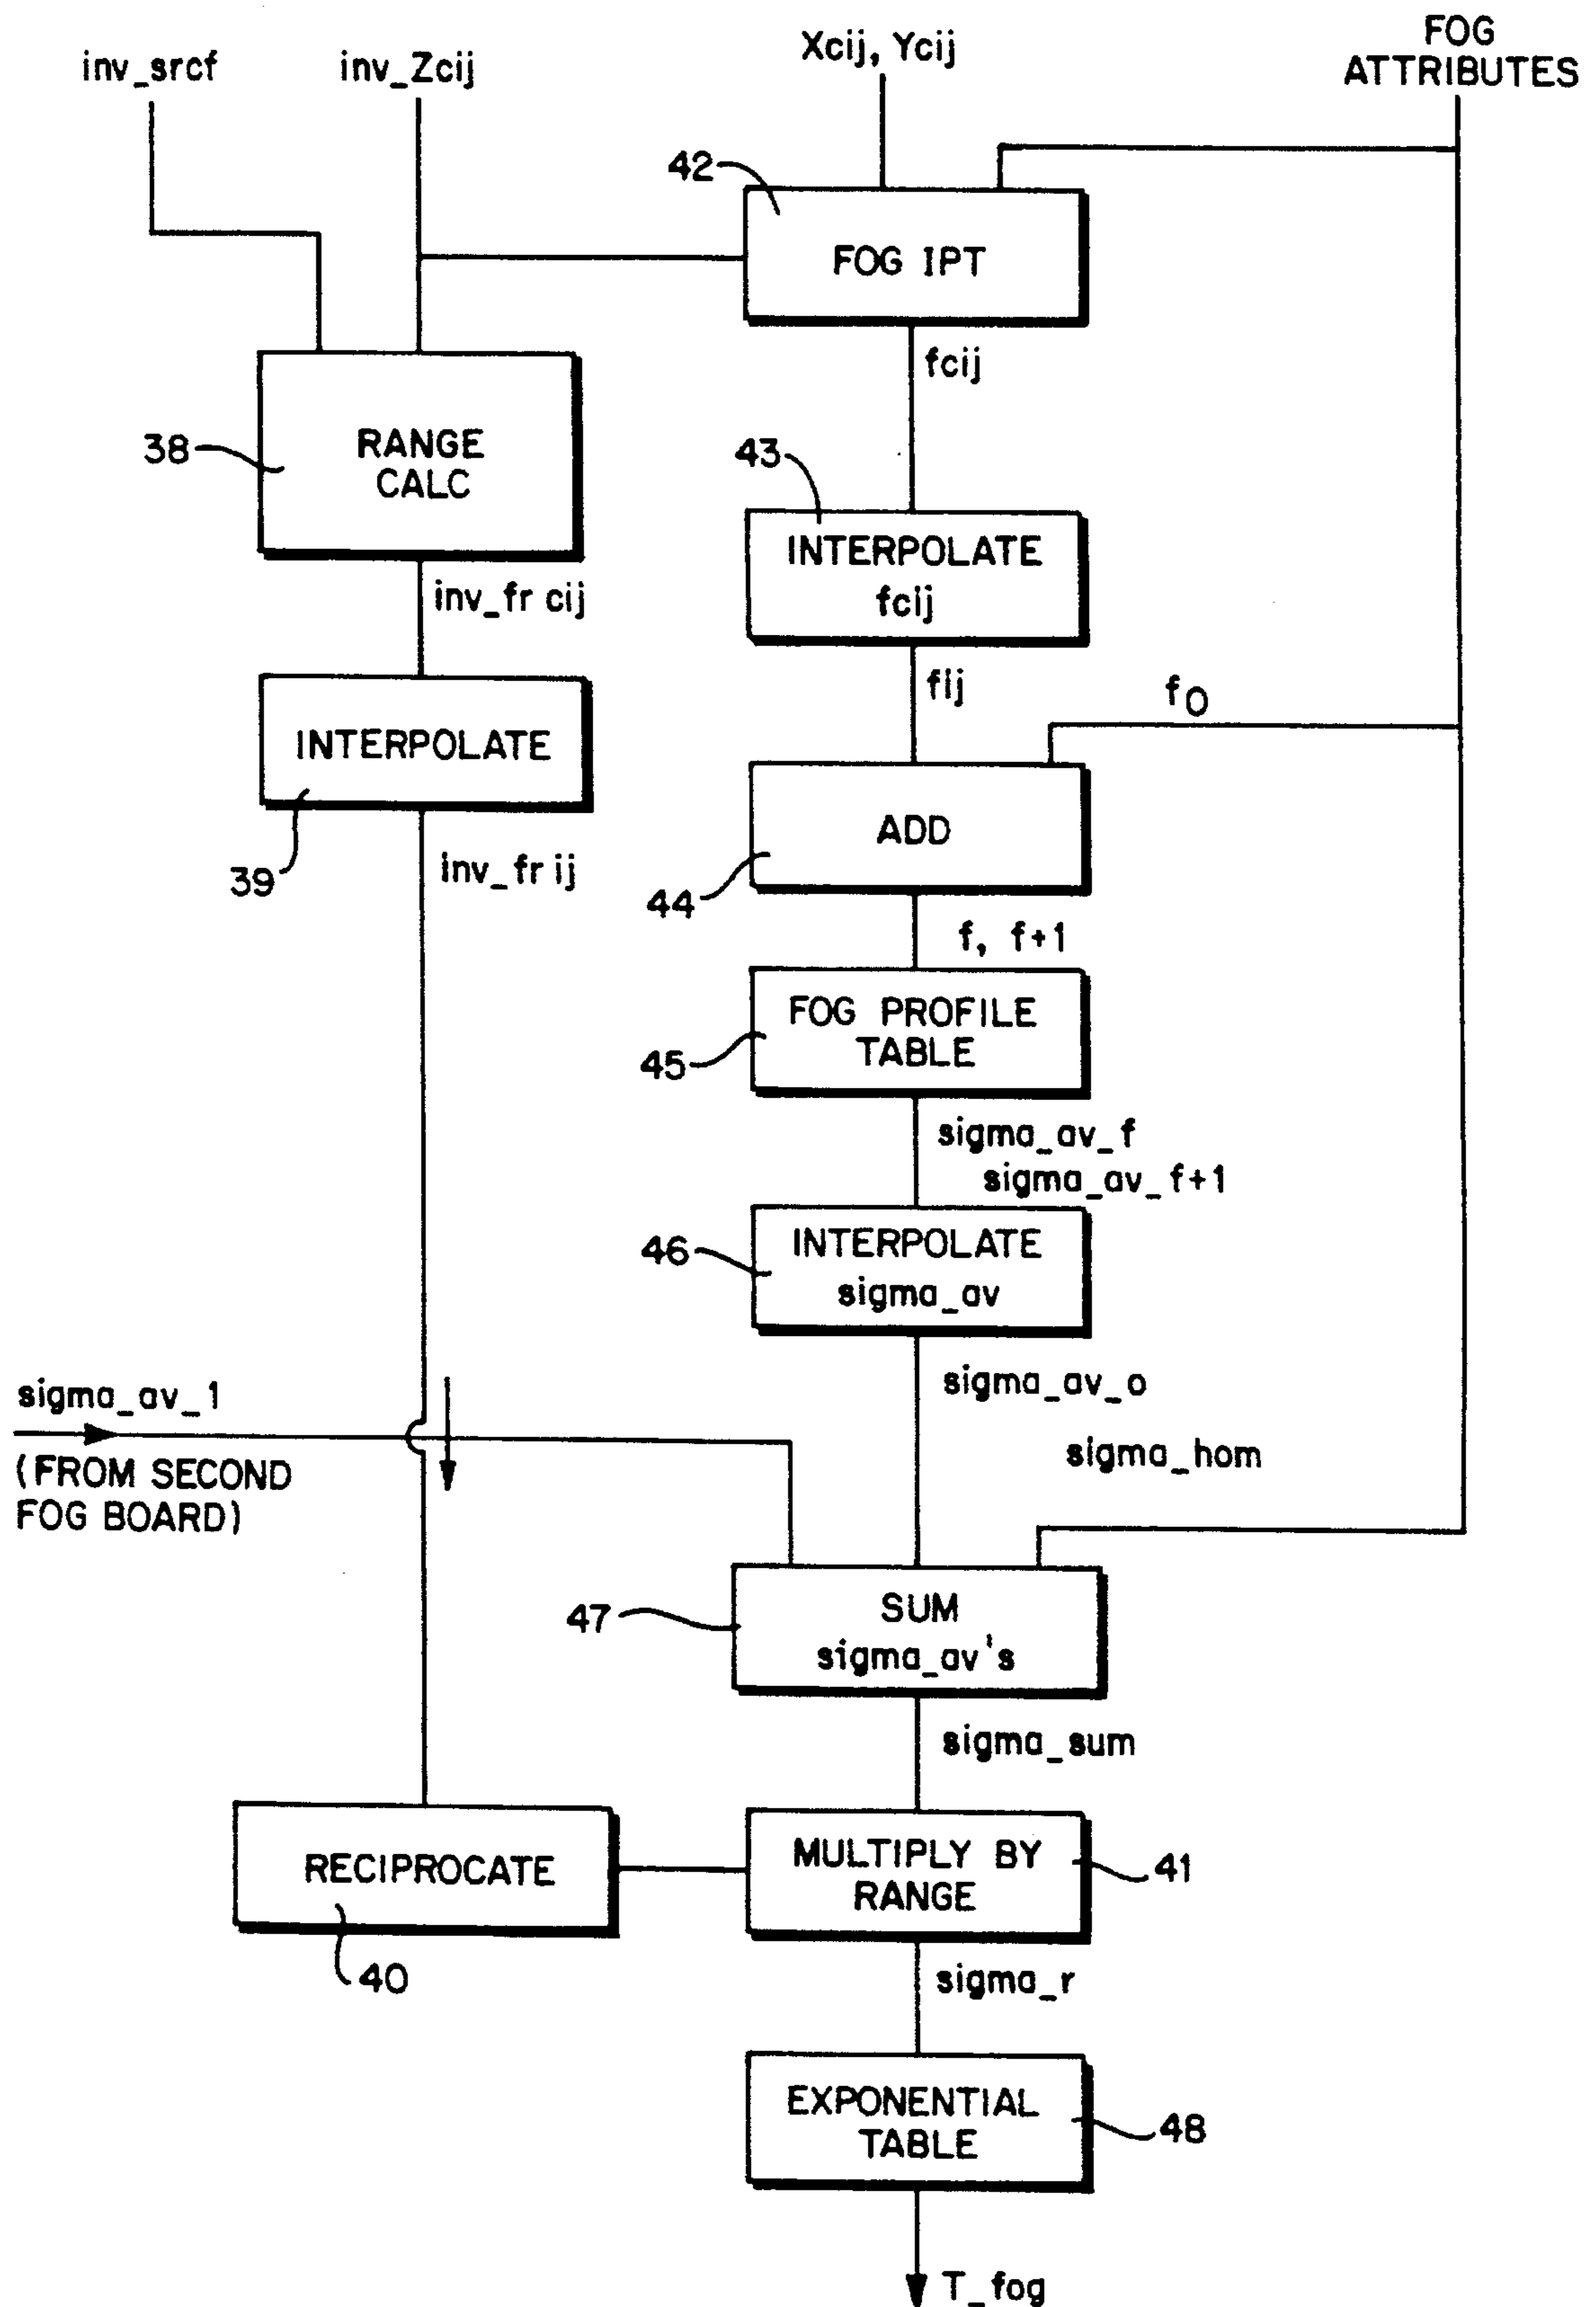 inv_srcf
inv_Zcij
Xcij, Ycij
FOG
ATTRIBUTES
42
FOG IPT
fcij
38
RANGE
CALC
43
INTERPOLATE
fcij
inv_fr cij
fij
f0
INTERPOLATE
39
inv_fr ij
ADD
44
f, f+1
FOG PROFILE
TABLE
45
sigma_av_f
sigma_av_f+1
46
INTERPOLATE
sigma_av
sigma_av_o
sigma_av_1
(FROM SECOND
FOG BOARD)
sigma_hom
47
SUM
sigma_av's
sigma_sum
RECIPROCATE
40
MULTIPLY BY
RANGE
41
sigma_r
EXPONENTIAL
TABLE
48
T_fog